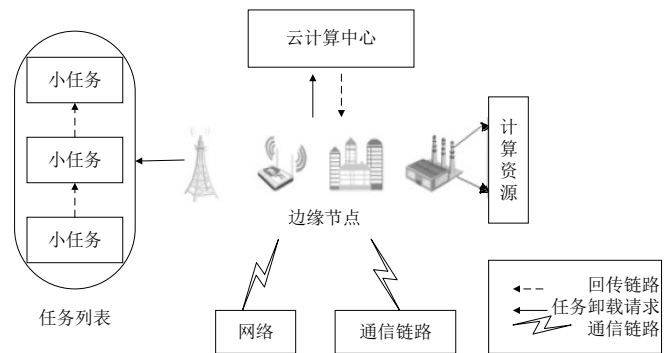 云计算中心
小任务
小任务
小任务
任务列表
边缘节点
计算资源
网络
通信链路
回传链路
任务卸载请求
通信链路